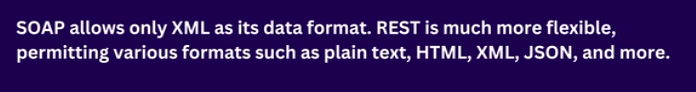 SOAP allows only XML as its data format. REST is much more flexible,
permitting various formats such as plain text, HTML, XML, JSON, and more.